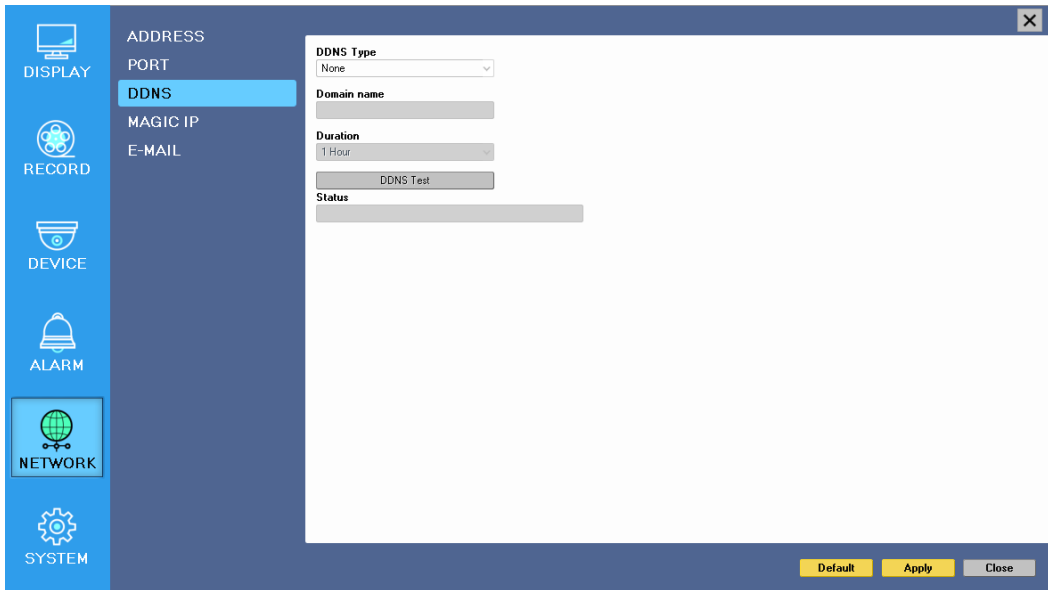 DISPLAY
RECORD
DEVICE
ALARM
NETWORK
SYSTEM
ADDRESS
PORT
DDNS
MAGIC IP
E-MAIL
DDNS Type
None
Domain name
Duration
1 Hour
DDNS Test
Status
Default Apply Close